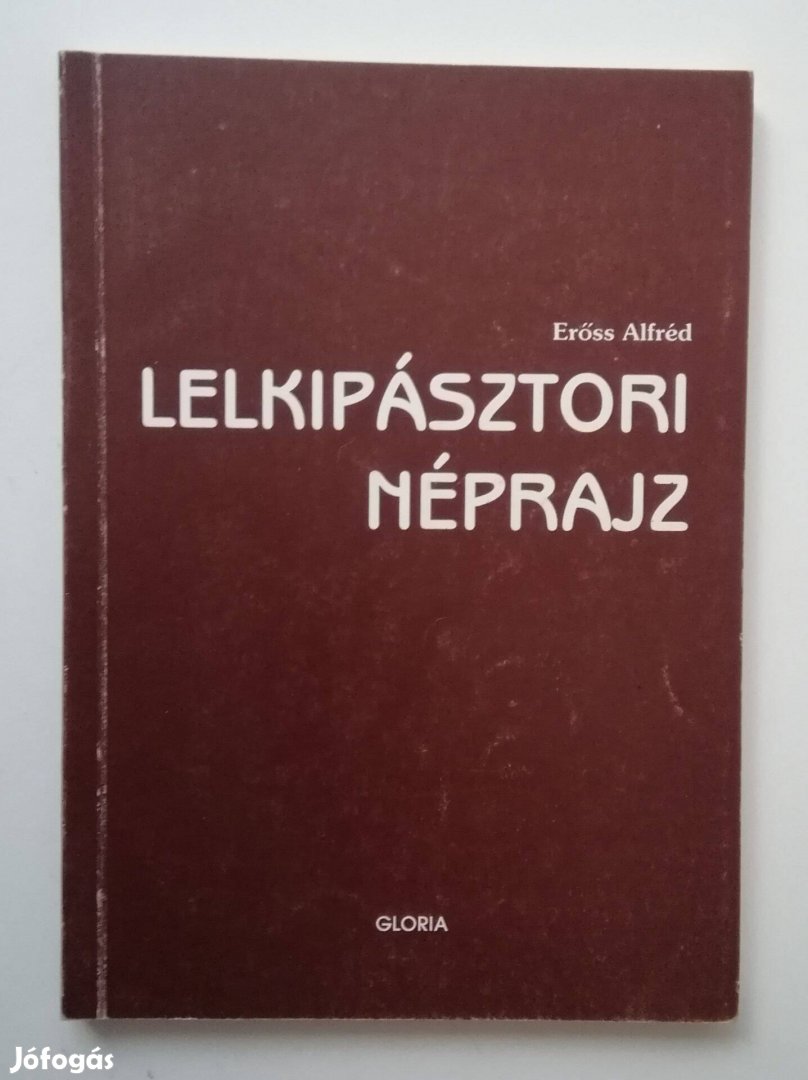 Erőss Alfréd
LELKIPÁSZTORI
NÉPRAJZ
GLORIA
Jófogás